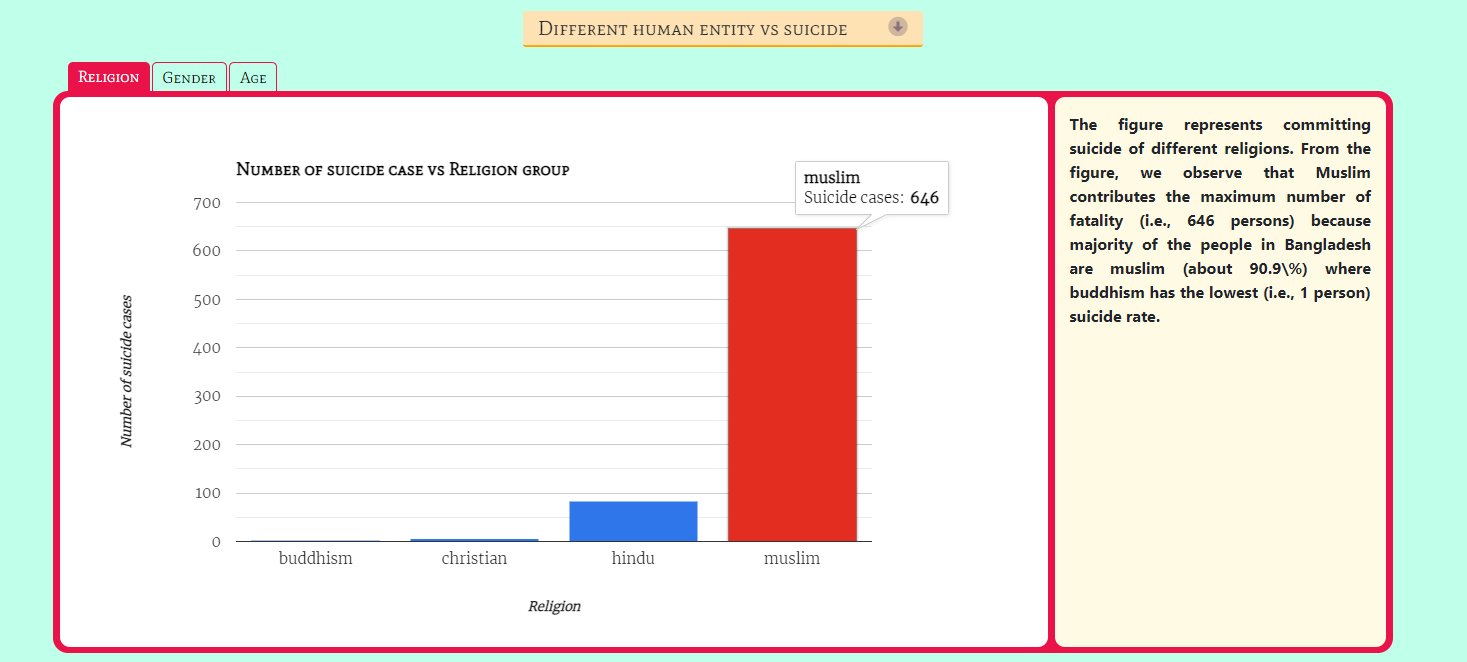 Different human entity vs suicide
Religion
Gender
Age
Number of suicide case vs Religion group
muslim
Suicide cases: 646
700
600
500
400
300
200
100
0
Number of suicide cases
buddhism
christian
hindu
muslim
Religion
The figure represents committing
suicide of different religions. From the
figure, we observe that Muslim
contributes the maximum number of
fatality (i.e., 646 persons) because
majority of the people in Bangladesh
are muslim (about 90.9\%) where
buddhism has the lowest (i.e., 1 person)
suicide rate.